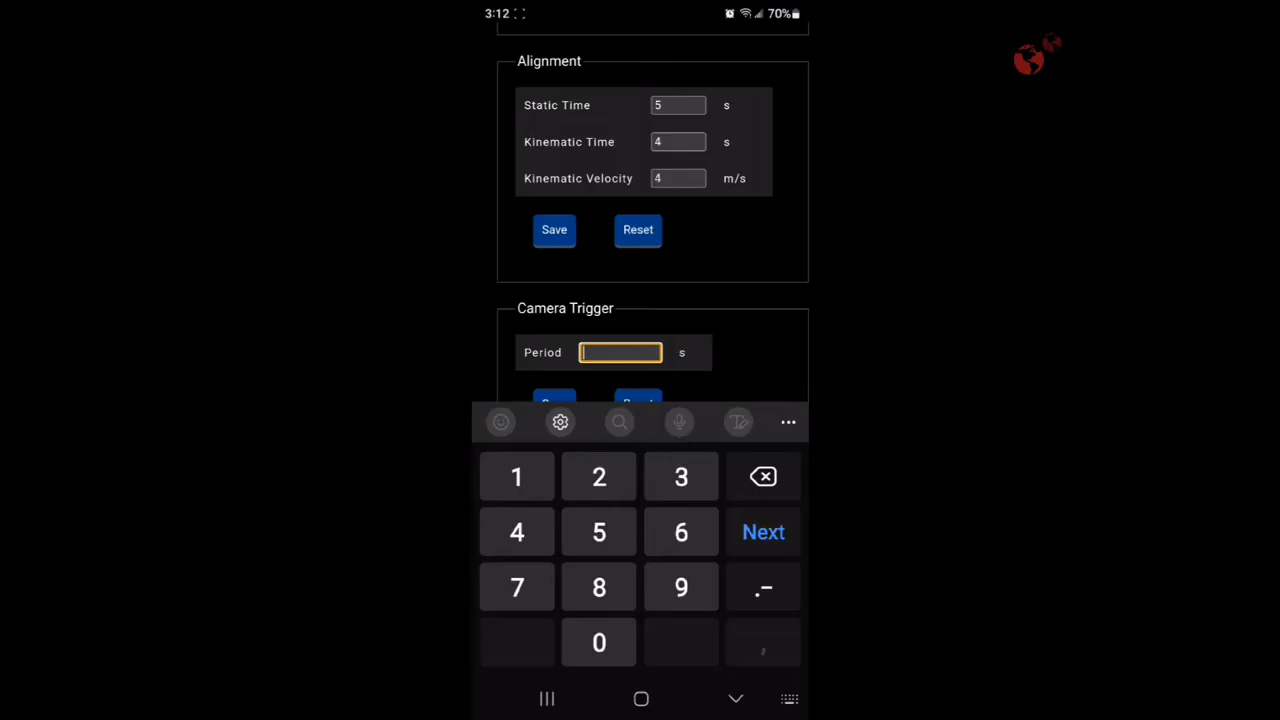 3:12 70%
Alignment
Static Time 5 s
Kinematic Time 4 s
Kinematic Velocity 4 m/s
Save Reset
Camera Trigger
Period s
1 2 3
4 5 6 Next
7 8 9 .-
0 ,